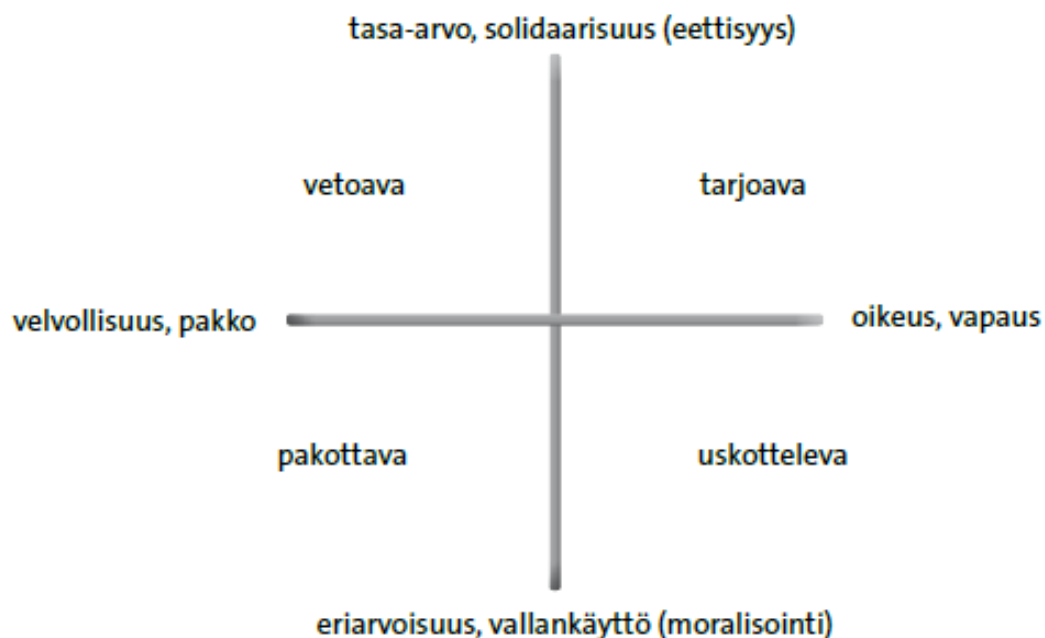 tasa-arvo, solidaarisuus (eettisyys)
vetoava
tarjoava
velvollisuus, pakko
oikeus, vapaus
pakottava
uskotteleva
eriarvoisuus, vallankäyttö (moralisointi)